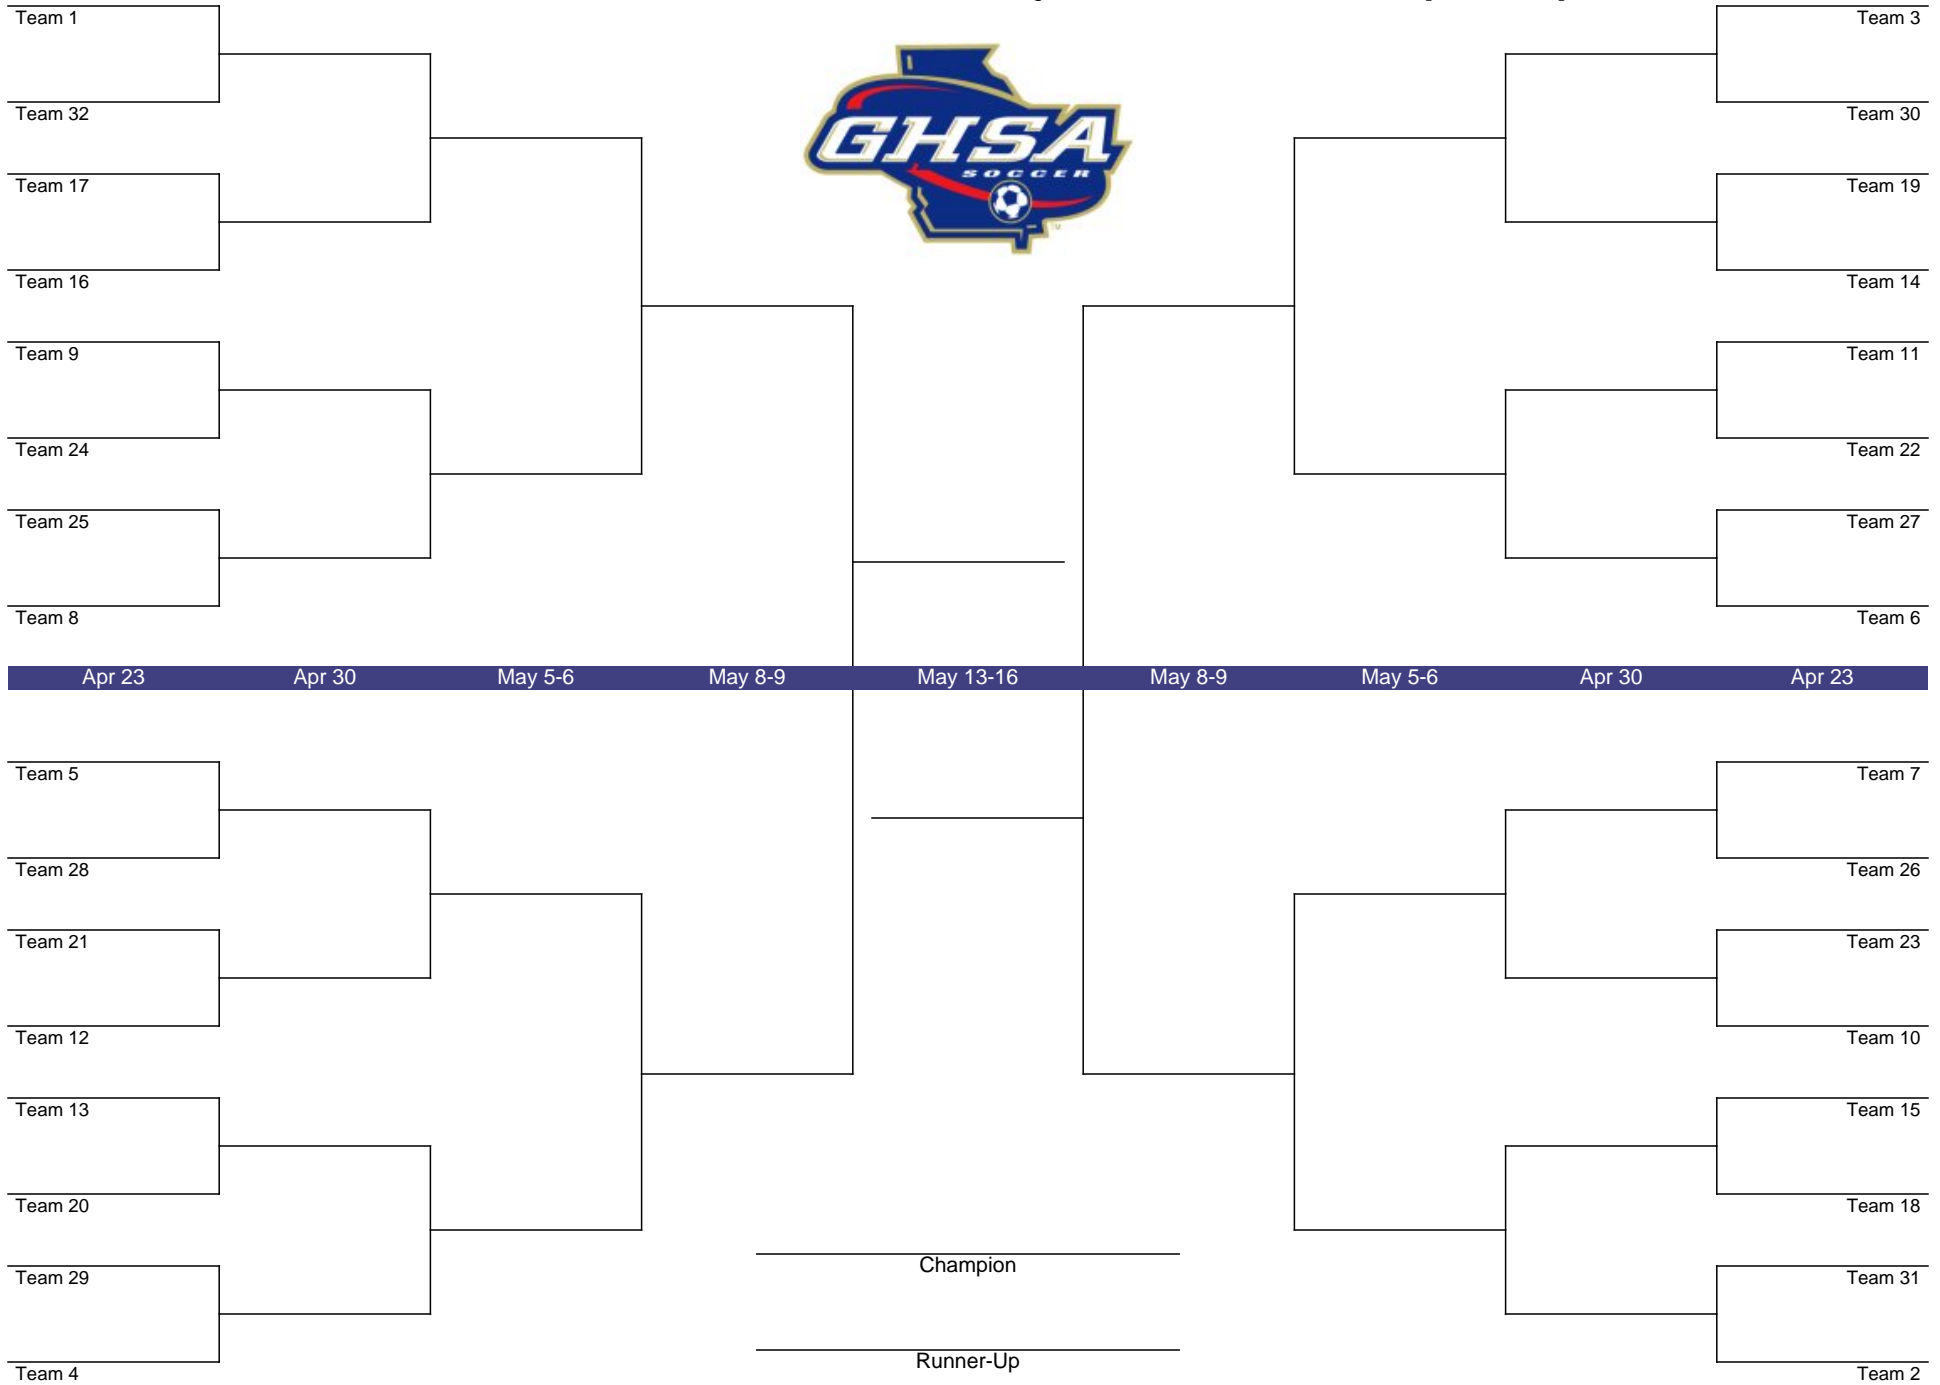 Team 1
Team 32
Team 17
Team 16
Team 9
Team 24
Team 25
Team 8
GHSA
SOCCER
TM
Team 3
Team 30
Team 19
Team 14
Team 11
Team 22
Team 27
Team 6
Apr 23 Apr 30 May 5-6 May 8-9 May 13-16 May 8-9 May 5-6 Apr 30 Apr 23
Team 5
Team 28
Team 21
Team 12
Team 13
Team 20
Team 29
Team 4
Champion
Runner-Up
Team 7
Team 26
Team 23
Team 10
Team 15
Team 18
Team 31
Team 2